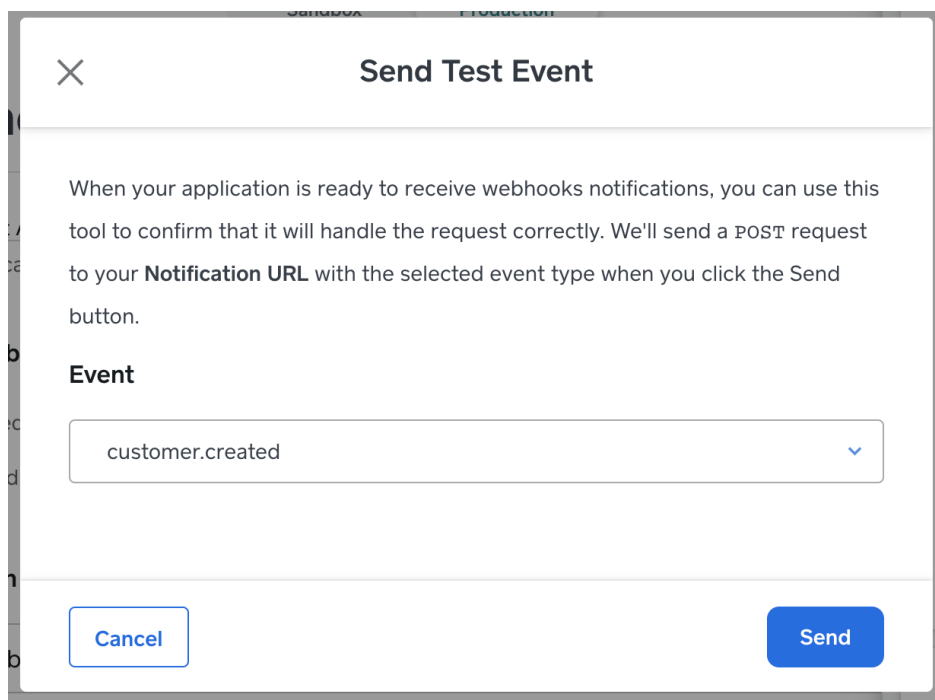 Sandbox Production
Send Test Event
When your application is ready to receive webhooks notifications, you can use this
tool to confirm that it will handle the request correctly. We'll send a POST request
to your Notification URL with the selected event type when you click the Send
button.
Event
customer.created
Cancel Send